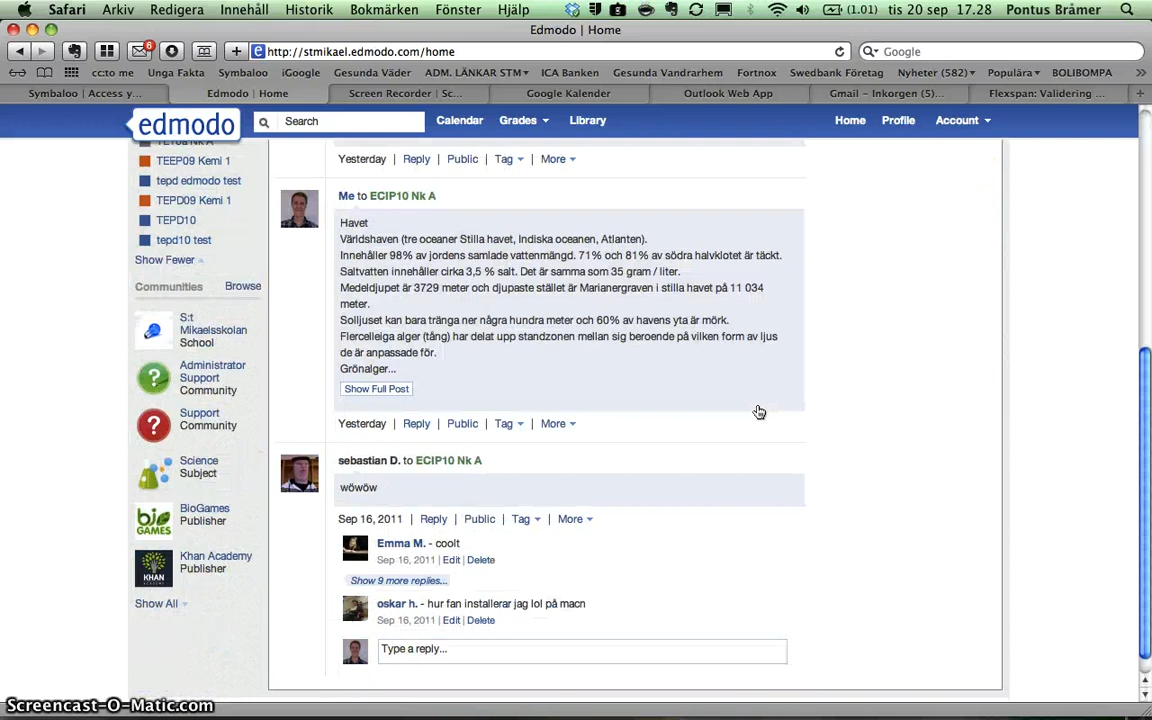 Safari Arkiv Redigera Innehåll Historik Bokmärken Fönster Hjälp (1.01) tis 20 sep 17.28 Pontus Bråmer
Edmodo | Home
6 http://stmikael.edmodo.com/home Google
cc:to me Unga Fakta Symbaloo iGoogle Gesunda Väder ADM. LÄNKAR STM ICA Banken Gesunda Vandrarhem Fortnox Swedbank Företag Nyheter (582) Populära BOLIBOMPA
Symbaloo | Access y... Edmodo | Home Screen Recorder | Sc... Google Kalender Outlook Web App Gmail – Inkorgen (5)... Flexspan: Validering ...
edmodo Search Calendar Grades Library Home Profile Account
TEEP09 Kemi 1
tepd edmodo test
TEPD09 Kemi 1
TEPD10
tepd10 test
Show Fewer
Communities Browse
S:t
Mikaelsskolan
School
Administrator
Support
Community
Support
Community
Science
Subject
bio
GAMES
BioGames
Publisher
KHAN
Khan Academy
Publisher
Show All
Yesterday | Reply | Public | Tag | More
Me to ECIP10 Nk A
Havet
Världshaven (tre oceaner Stilla havet, Indiska oceanen, Atlanten).
Innehåller 98% av jordens samlade vattenmängd. 71% och 81% av södra halvklotet är täckt.
Saltvatten innehåller cirka 3,5 % salt. Det är samma som 35 gram / liter.
Medeldjupet är 3729 meter och djupaste stället är Marianergraven i stilla havet på 11 034
meter.
Solljuset kan bara tränga ner några hundra meter och 60% av havens yta är mörk.
Flercelleiga alger (tång) har delat upp standzonen mellan sig beroende på vilken form av ljus
de är anpassade för.
Grönalger...
Show Full Post
Yesterday | Reply | Public | Tag | More
sebastian D. to ECIP10 Nk A
wöwöw
Sep 16, 2011 | Reply | Public | Tag | More
Emma M. - coolt
Sep 16, 2011 | Edit | Delete
Show 9 more replies...
oskar h. - hur fan installerar jag lol på macn
Sep 16, 2011 | Edit | Delete
Type a reply...
Screencast-O-Matic.com